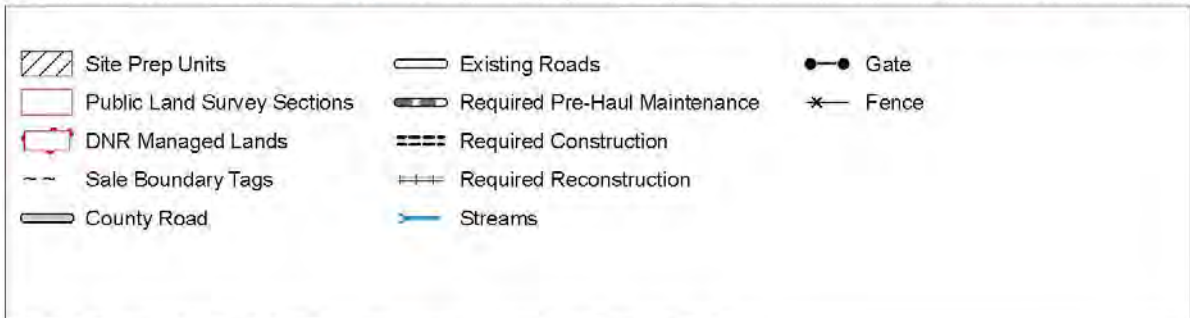 Site Prep Units
Public Land Survey Sections
DNR Managed Lands
Sale Boundary Tags
County Road
Existing Roads
Required Pre-Haul Maintenance
Required Construction
Required Reconstruction
Streams
Gate
Fence